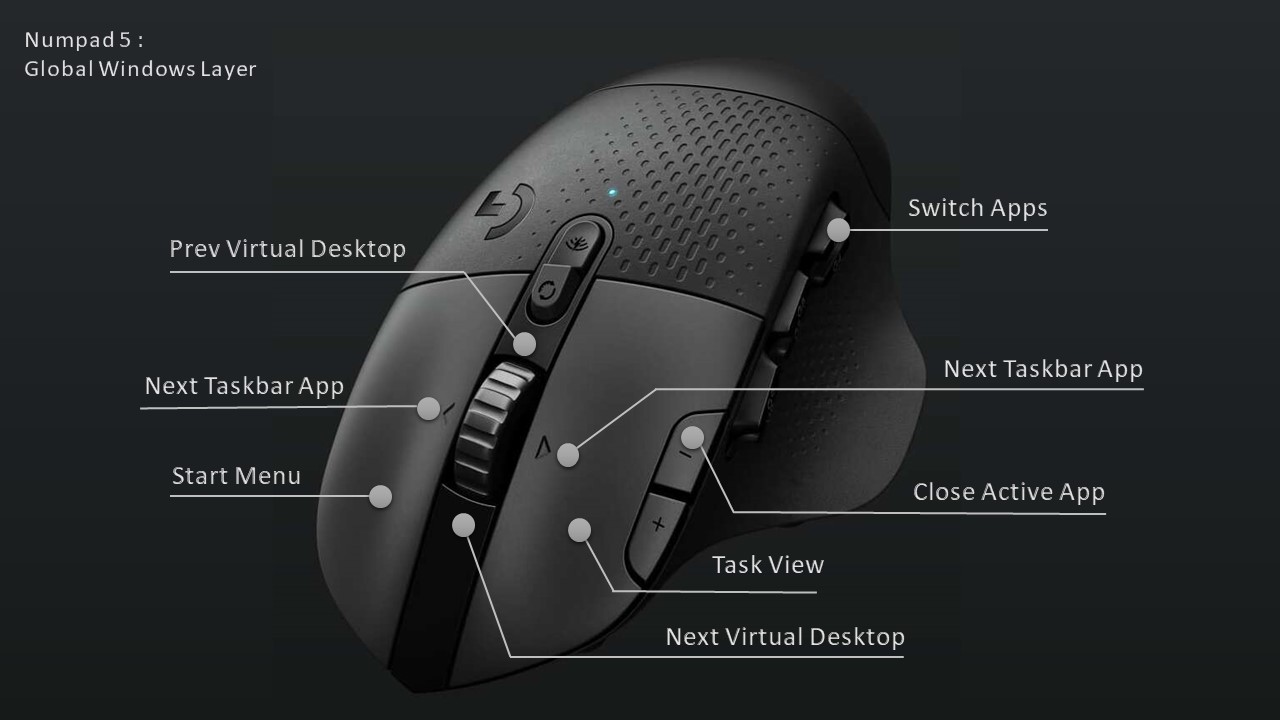 Numpad 5 :
Global Windows Layer
Switch Apps
Prev Virtual Desktop
Next Taskbar App
Next Taskbar App
Start Menu
Close Active App
Task View
Next Virtual Desktop